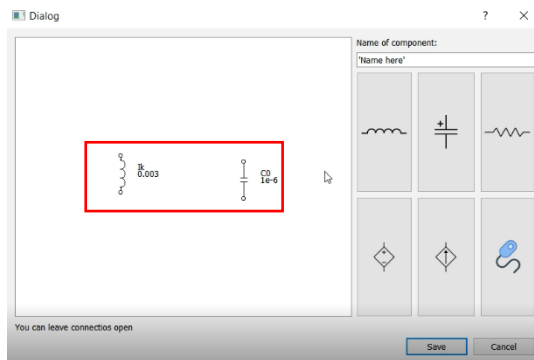 Dialog
Name of component:
'Name here'
Ik
0.003
C0
1e-6
You can leave connectios open
Save
Cancel